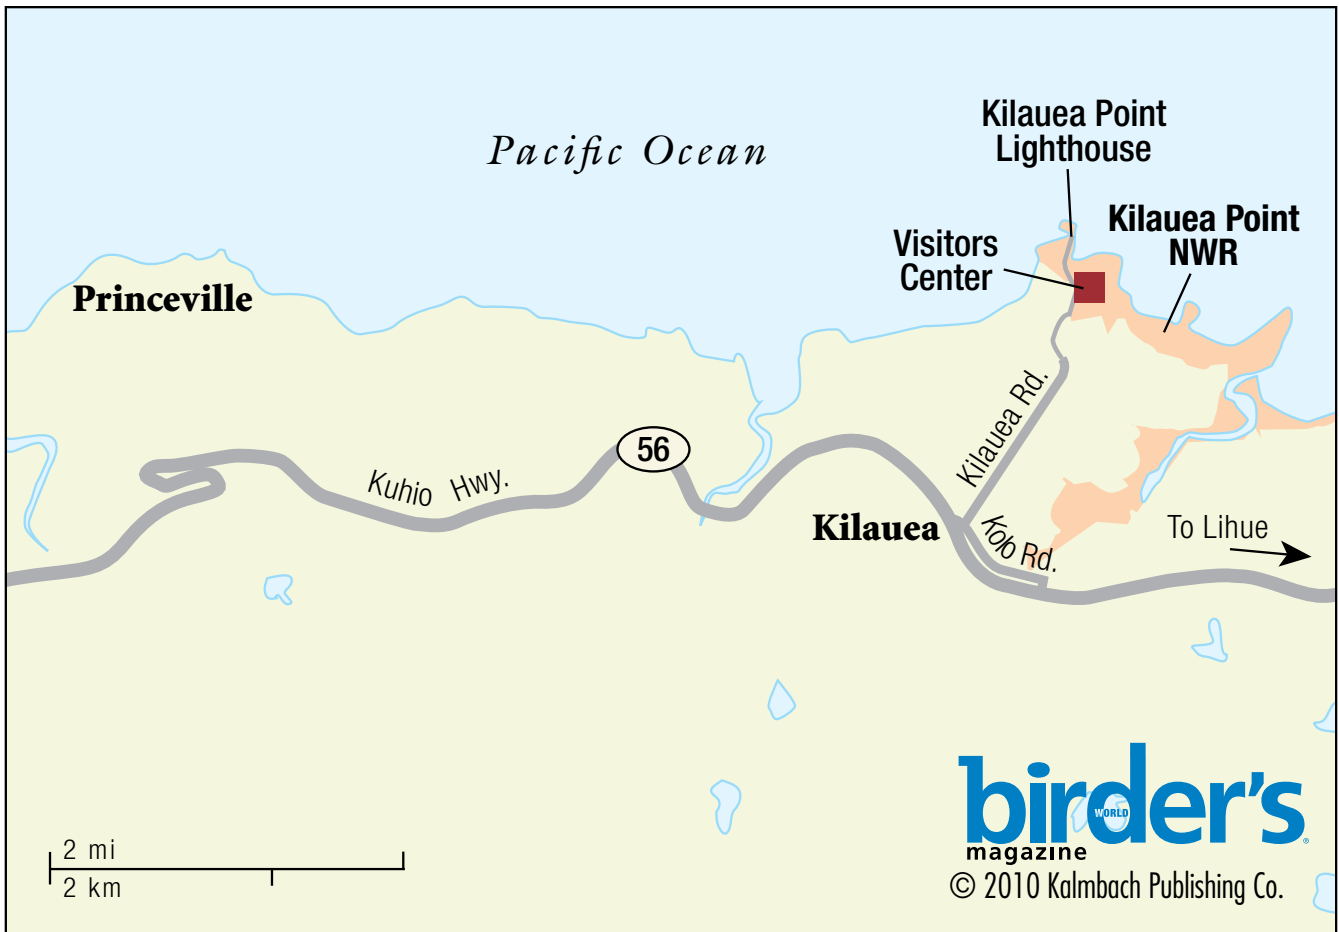 Pacific Ocean
Kilauea Point
Lighthouse
Kilauea Point
NWR
Visitors
Center
Princeville
Kilauea Rd.
56
Kuhio Hwy.
Kilauea
Kolo Rd.
To Lihue
birder's
WORLD
magazine
© 2010 Kalmbach Publishing Co.
2 mi
2 km